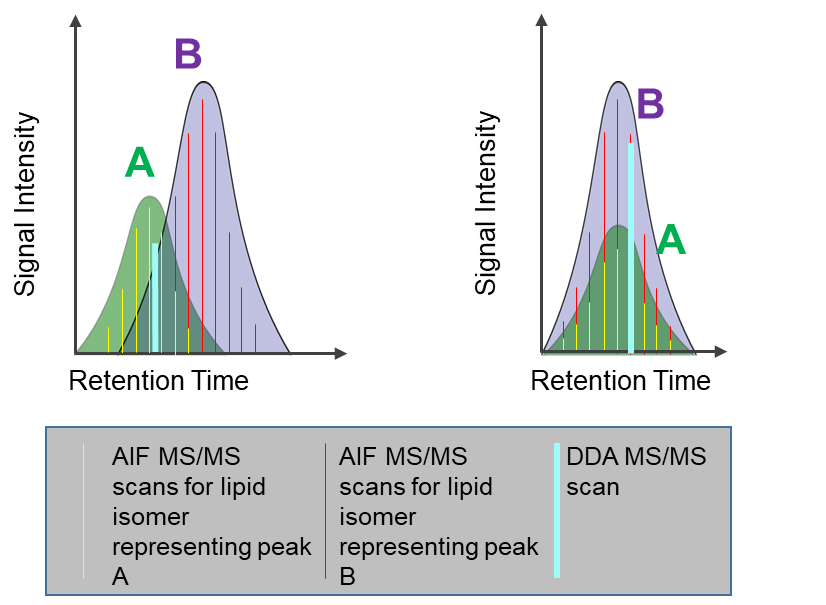 B
A
Signal Intensity
Retention Time
B
A
Signal Intensity
Retention Time
AIF MS/MS
scans for lipid
isomer
representing peak
A
AIF MS/MS
scans for lipid
isomer
representing peak
B
DDA MS/MS
scan